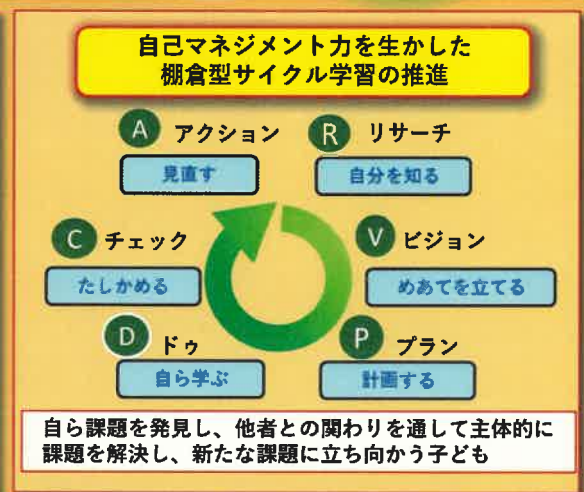 自己マネジメント力を生かした
棚倉型サイクル学習の推進
A アクション
見直す
R リサーチ
自分を知る
C チェック
たしかめる
V ビジョン
めあてを立てる
D ドゥ
自ら学ぶ
P プラン
計画する
自ら課題を発見し、他者との関わりを通して主体的に
課題を解決し、新たな課題に立ち向かう子ども